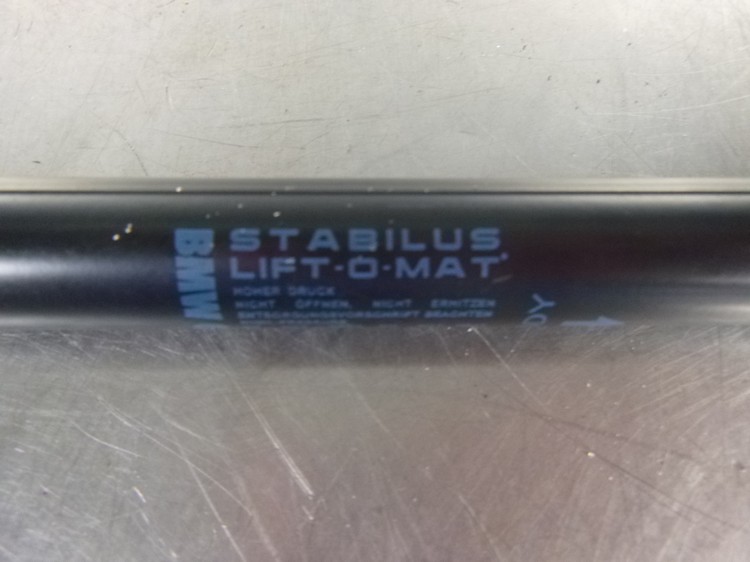 BMW
STABILUS
LIFT-O-MAT
HOHER DRUCK
NICHT ÖFFNEN, NICHT ERHITZEN
ENTSORGUNGSVORSCHRIFT BEACHTEN